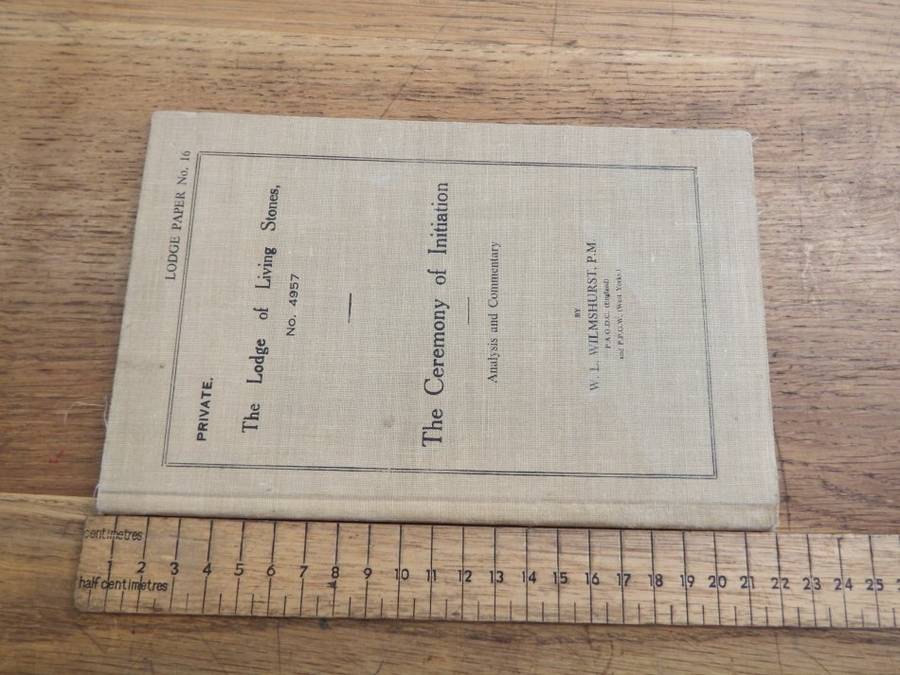 LODGE PAPER No. 16
PRIVATE.
The Lodge of Living Stones,
No. 4957
The Ceremony of Initiation
Analysis and Commentary
BY
W. L. WILMSHURST, P.M.
P.A.G.D.C. (England)
and P.P.G.W. (West Yorks.)
centimetres
1 2 3 4 5 6 7 8 9 10 11 12 13 14 15 16 17 18 19 20 21 22 23 24 25
half centimetres